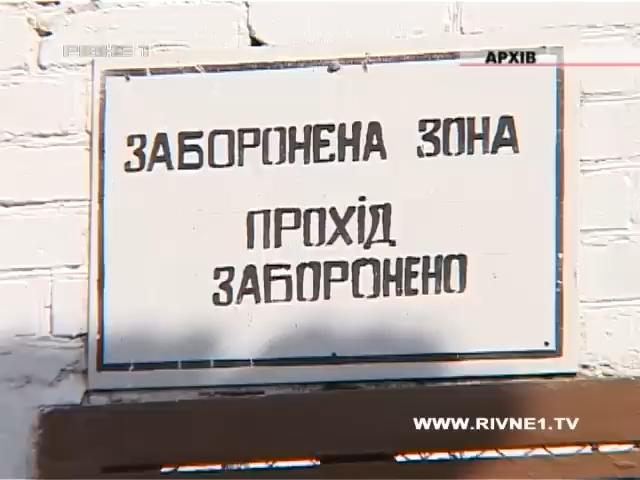 РІВНЕ 1
АРХІВ
ЗАБОРОНЕНА ЗОНА
ПРОХІД
ЗАБОРОНЕНО
WWW.RIVNE1.TV